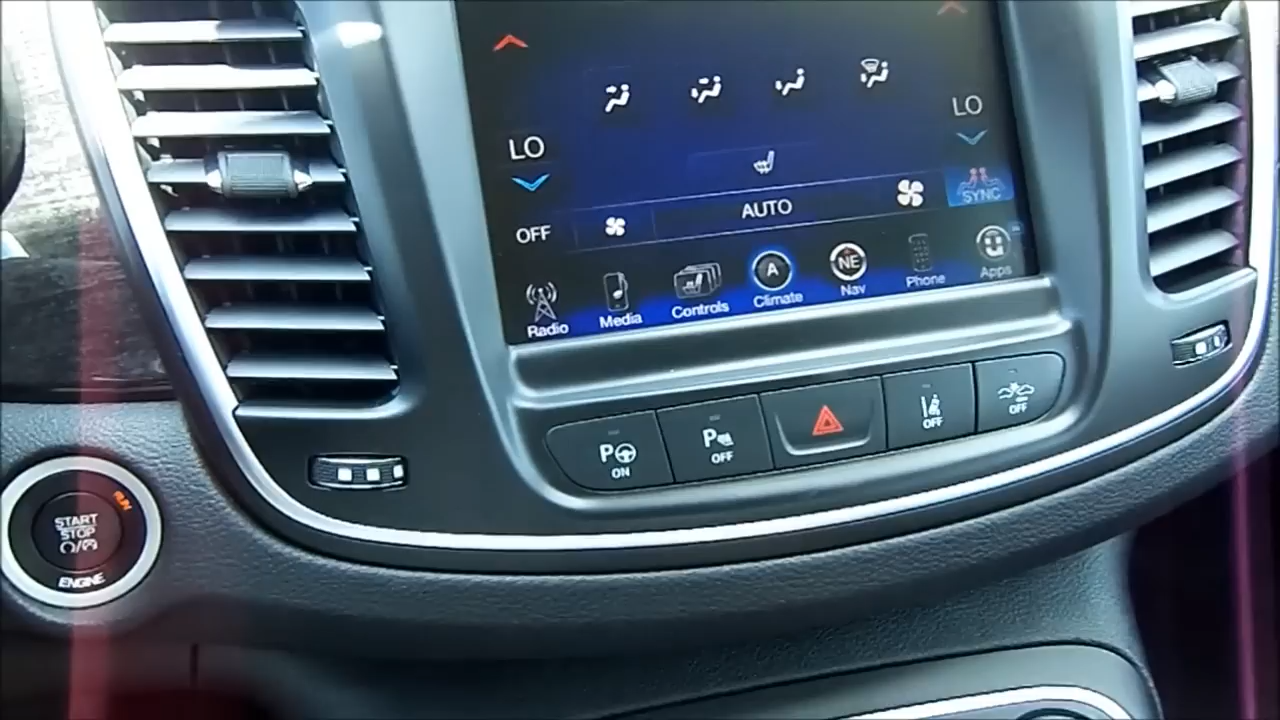 LO
LO
OFF
AUTO
SYNC
Radio
Media
Controls
A
Climate
NE
Nav
Phone
Apps
P
ON
P
OFF
OFF
OFF
START
STOP
RUN
ENGINE